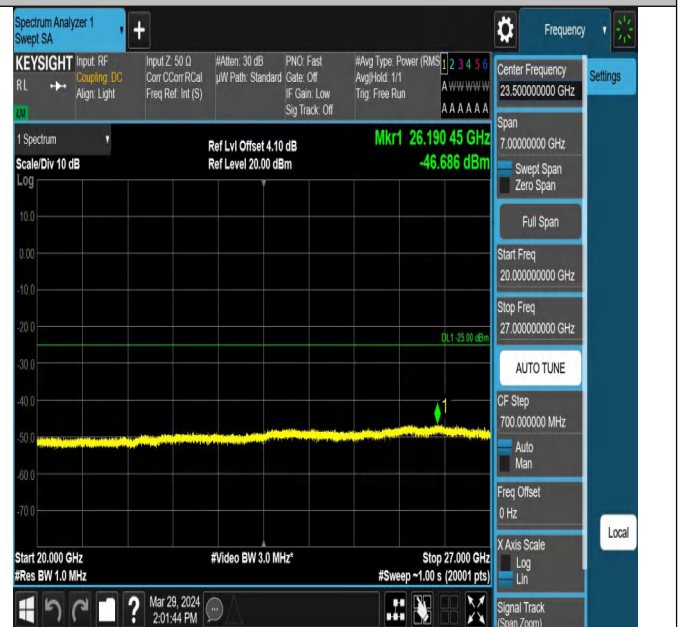 Spectrum Analyzer 1
Swept SA
+
Frequency
KEYSIGHT
RL
LXI
Input: RF
Coupling: DC
Align: Light
Input Z: 50 Ω
Corr CCorr RCal
Freq Ref: Int (S)
#Atten: 30 dB
µW Path: Standard
PNO: Fast
Gate: Off
IF Gain: Low
Sig Track: Off
#Avg Type: Power (RMS
Avg|Hold: 1/1
Trig: Free Run
1 2 3 4 5 6
A W W W W W
A A A A A A
1 Spectrum
Scale/Div 10 dB
Log
Ref Lvl Offset 4.10 dB
Ref Level 20.00 dBm
Mkr1 26.190 45 GHz
-46.686 dBm
10.0
0.00
-10.0
-20.0
DL1 -25.00 dBm
-30.0
-40.0
1
-50.0
-60.0
-70.0
Start 20.000 GHz
#Res BW 1.0 MHz
#Video BW 3.0 MHz*
Stop 27.000 GHz
#Sweep ~1.00 s (20001 pts)
Mar 29, 2024
2:01:44 PM
?
Center Frequency
23.500000000 GHz
Settings
Span
7.00000000 GHz
Swept Span
Zero Span
Full Span
Start Freq
20.000000000 GHz
Stop Freq
27.000000000 GHz
AUTO TUNE
CF Step
700.000000 MHz
Auto
Man
Freq Offset
0 Hz
Local
X Axis Scale
Log
Lin
Signal Track
(Span Zoom)